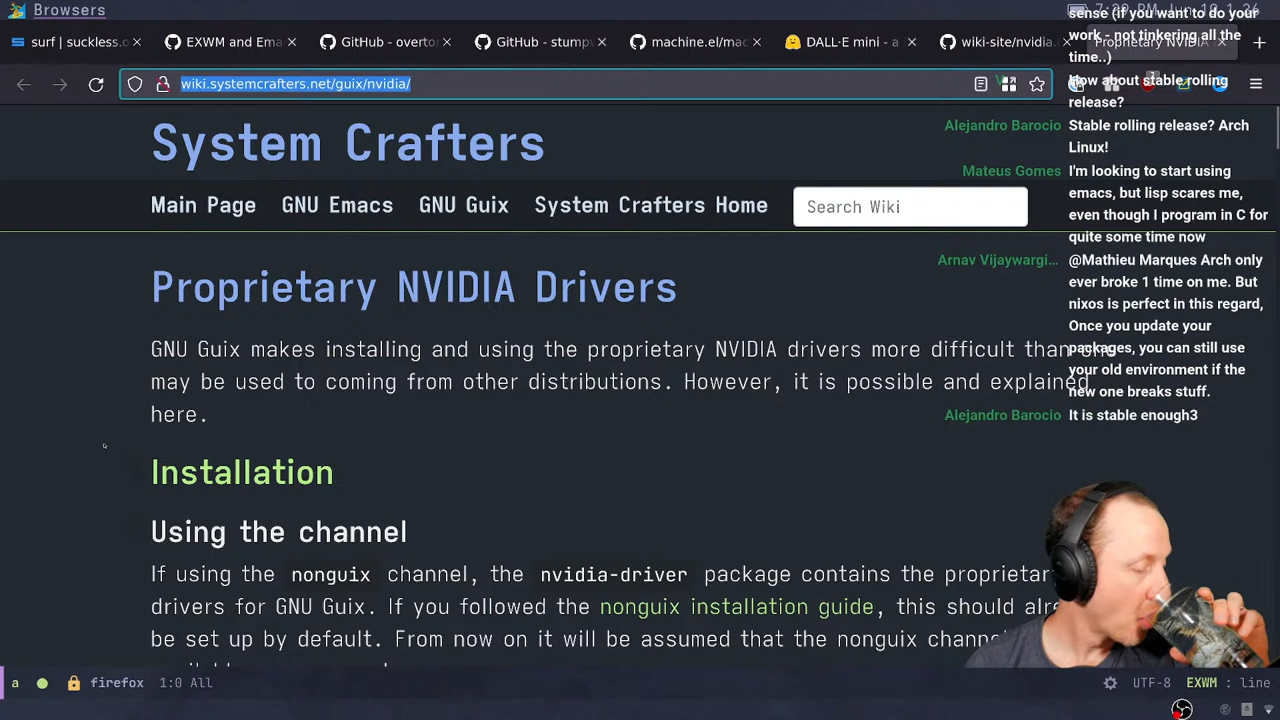 Browsers
7:29 PM Jun 10 1.26
surf | suckless.o
EXWM and Ema
GitHub - overto
GitHub - stumpw
machine.el/mac
DALL·E mini - a
wiki-site/nvidia.
Proprietary NVIDIA
wiki.systemcrafters.net/guix/nvidia/
System Crafters
Main Page
GNU Emacs
GNU Guix
System Crafters Home
Search Wiki
Proprietary NVIDIA Drivers
GNU Guix makes installing and using the proprietary NVIDIA drivers more difficult than one
may be used to coming from other distributions. However, it is possible and explained
here.
Installation
Using the channel
If using the nonguix channel, the nvidia-driver package contains the proprietar
drivers for GNU Guix. If you followed the nonguix installation guide, this should alre
be set up by default. From now on it will be assumed that the nonguix chann
sense (if you want to do your
work - not tinkering all the
time..)
How about stable rolling
release?
Alejandro Barocio
Stable rolling release? Arch
Linux!
Mateus Gomes
I'm looking to start using
emacs, but lisp scares me,
even though I program in C for
quite some time now
Arnav Vijaywargi…
@Mathieu Marques Arch only
ever broke 1 time on me. But
nixos is perfect in this regard,
Once you update your
packages, you can still use
your old environment if the
new one breaks stuff.
Alejandro Barocio
It is stable enough3
a
firefox
1:0 All
UTF-8
EXWM : line